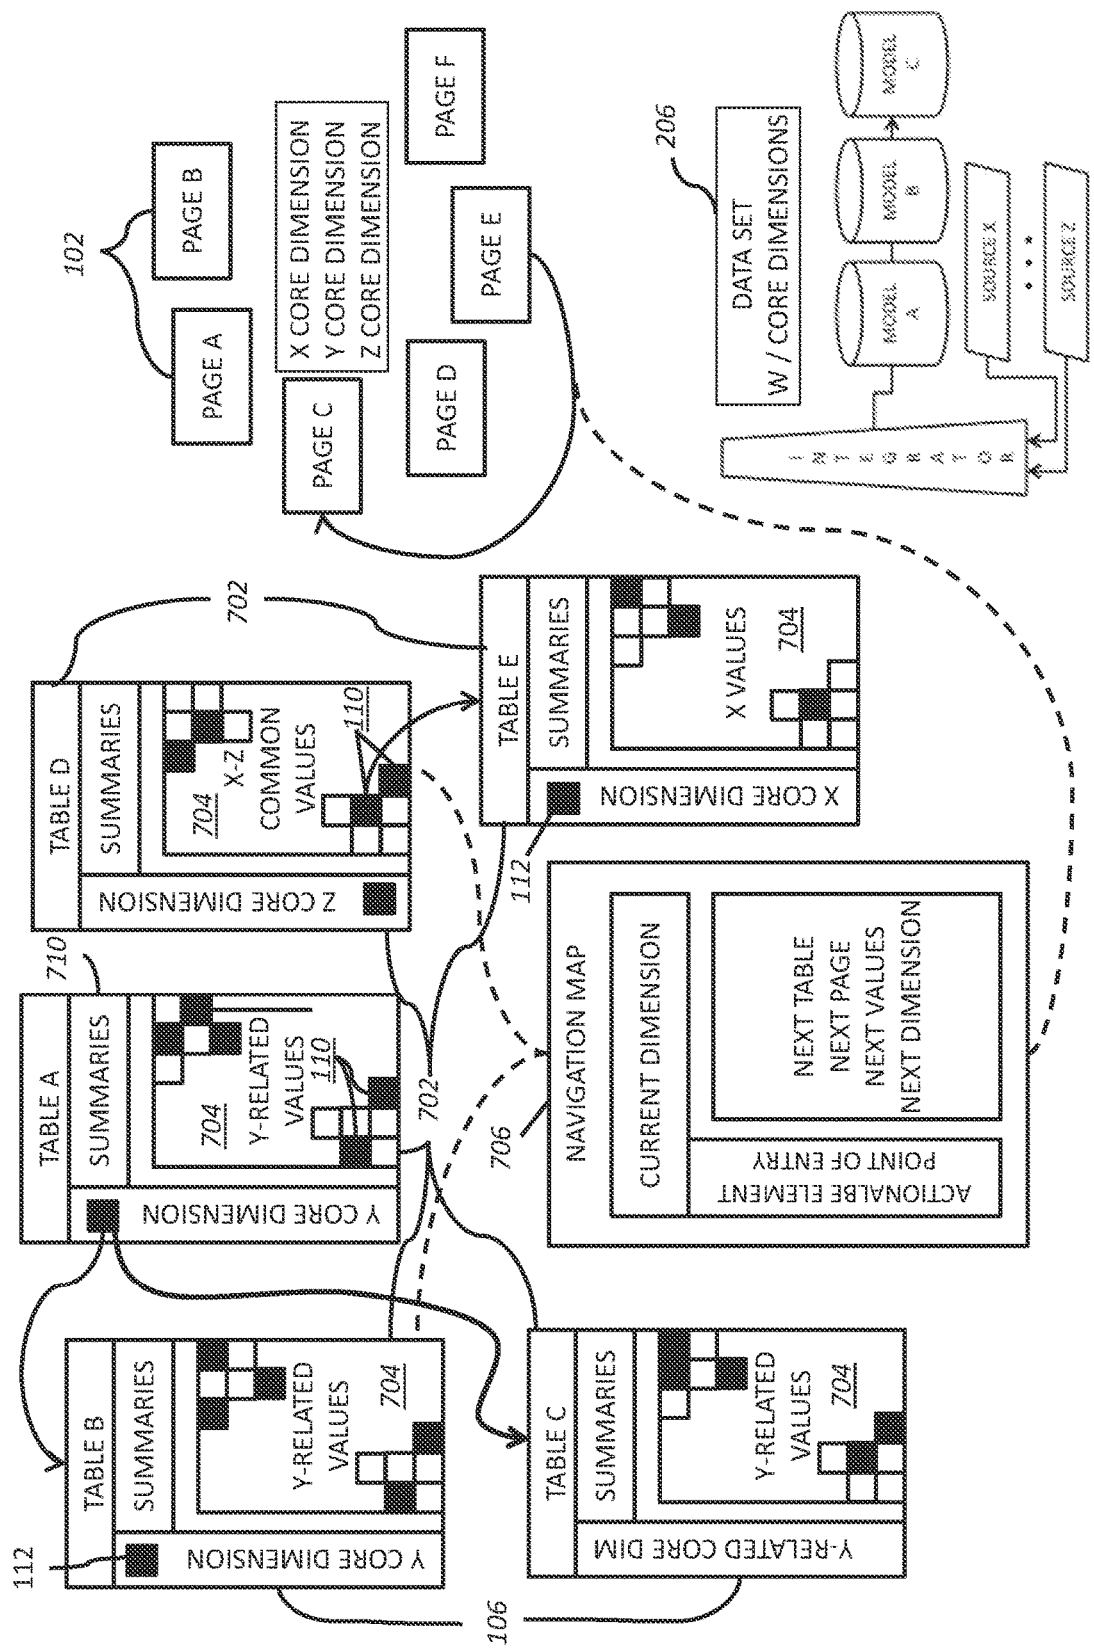 112
106
TABLE B
SUMMARIES
Y CORE DIMENSION
Y-RELATED
VALUES
704
TABLE C
SUMMARIES
Y-RELATED CORE DIM
Y-RELATED
VALUES
704
710
TABLE A
SUMMARIES
Y CORE DIMENSION
704
Y-RELATED
VALUES
110
702
TABLE D
SUMMARIES
Z CORE DIMENSION
704
X-Z
COMMON
VALUES
110
702
TABLE E
SUMMARIES
X CORE DIMENSION
112
X VALUES
704
706
NAVIGATION MAP
CURRENT DIMENSION
ACTIONALBE ELEMENT
POINT OF ENTRY
NEXT TABLE
NEXT PAGE
NEXT VALUES
NEXT DIMENSION
102
PAGE A
PAGE B
PAGE C
X CORE DIMENSION
Y CORE DIMENSION
Z CORE DIMENSION
PAGE D
PAGE E
PAGE F
206
DATA SET
W / CORE DIMENSIONS
INTEGRATOR
MODEL
A
MODEL
B
MODEL
C
SOURCE X
SOURCE Z